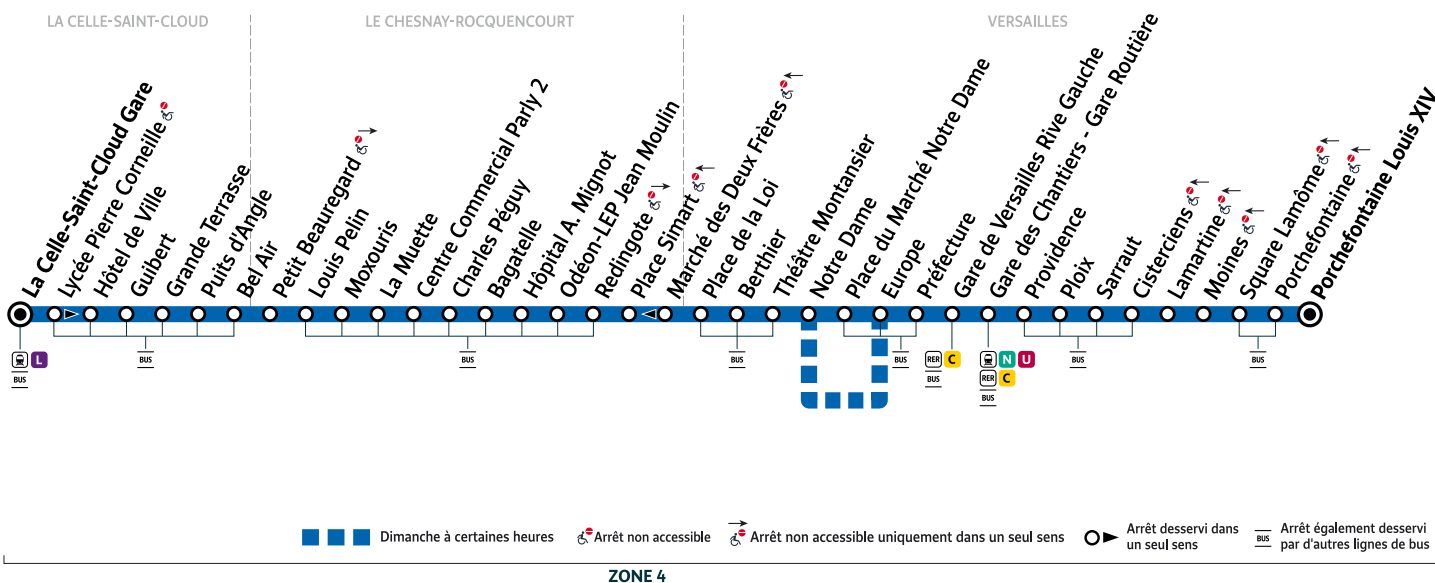 LA CELLE-SAINT-CLOUD
LE CHESNAY-ROCQUENCOURT
VERSAILLES
La Celle-Saint-Cloud Gare
Lycée Pierre Corneille
Hôtel de Ville
Guibert
Grande Terrasse
Puits d'Angle
Bel Air
Petit Beauregard
Louis Pelin
Moxouris
La Muette
Centre Commercial Parly 2
Charles Péguy
Bagatelle
Hôpital A. Mignot
Odéon-LEP Jean Moulin
Redingote
Place Simart
Marché des Deux Frères
Place de la Loi
Berthier
Théâtre Montansier
Notre Dame
Place du Marché Notre Dame
Europe
Préfecture
Gare de Versailles Rive Gauche
Gare des Chantiers - Gare Routière
Providence
Ploix
Sarraut
Cisterciens
Lamartine
Moines
Square Lamôme
Porchefontaine
Porchefontaine Louis XIV
L
BUS
BUS
BUS
BUS
BUS
RER C
BUS
N U
RER C
BUS
BUS
BUS
Dimanche à certaines heures
Arrêt non accessible
Arrêt non accessible uniquement dans un seul sens
Arrêt desservi dans
un seul sens
BUS
Arrêt également desservi
par d'autres lignes de bus
ZONE 4